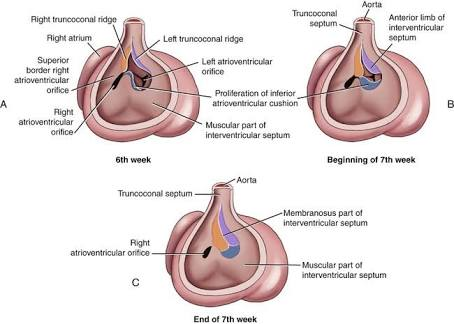 Right truncoconal ridge
Right atrium
Superior
border right
atrioventricular
orifice
Right
atrioventricular
orifice
Left truncoconal ridge
Left atrioventricular
orifice
Proliferation of inferior
atrioventricular cushion
Muscular part of
interventricular septum
A
6th week
Truncoconal
septum
Aorta
Anterior limb of
interventricular
septum
B
Beginning of 7th week
Aorta
Truncoconal septum
Membranosus part of
interventricular septum
Right
atrioventricular orifice
Muscular part of
interventricular septum
C
End of 7th week